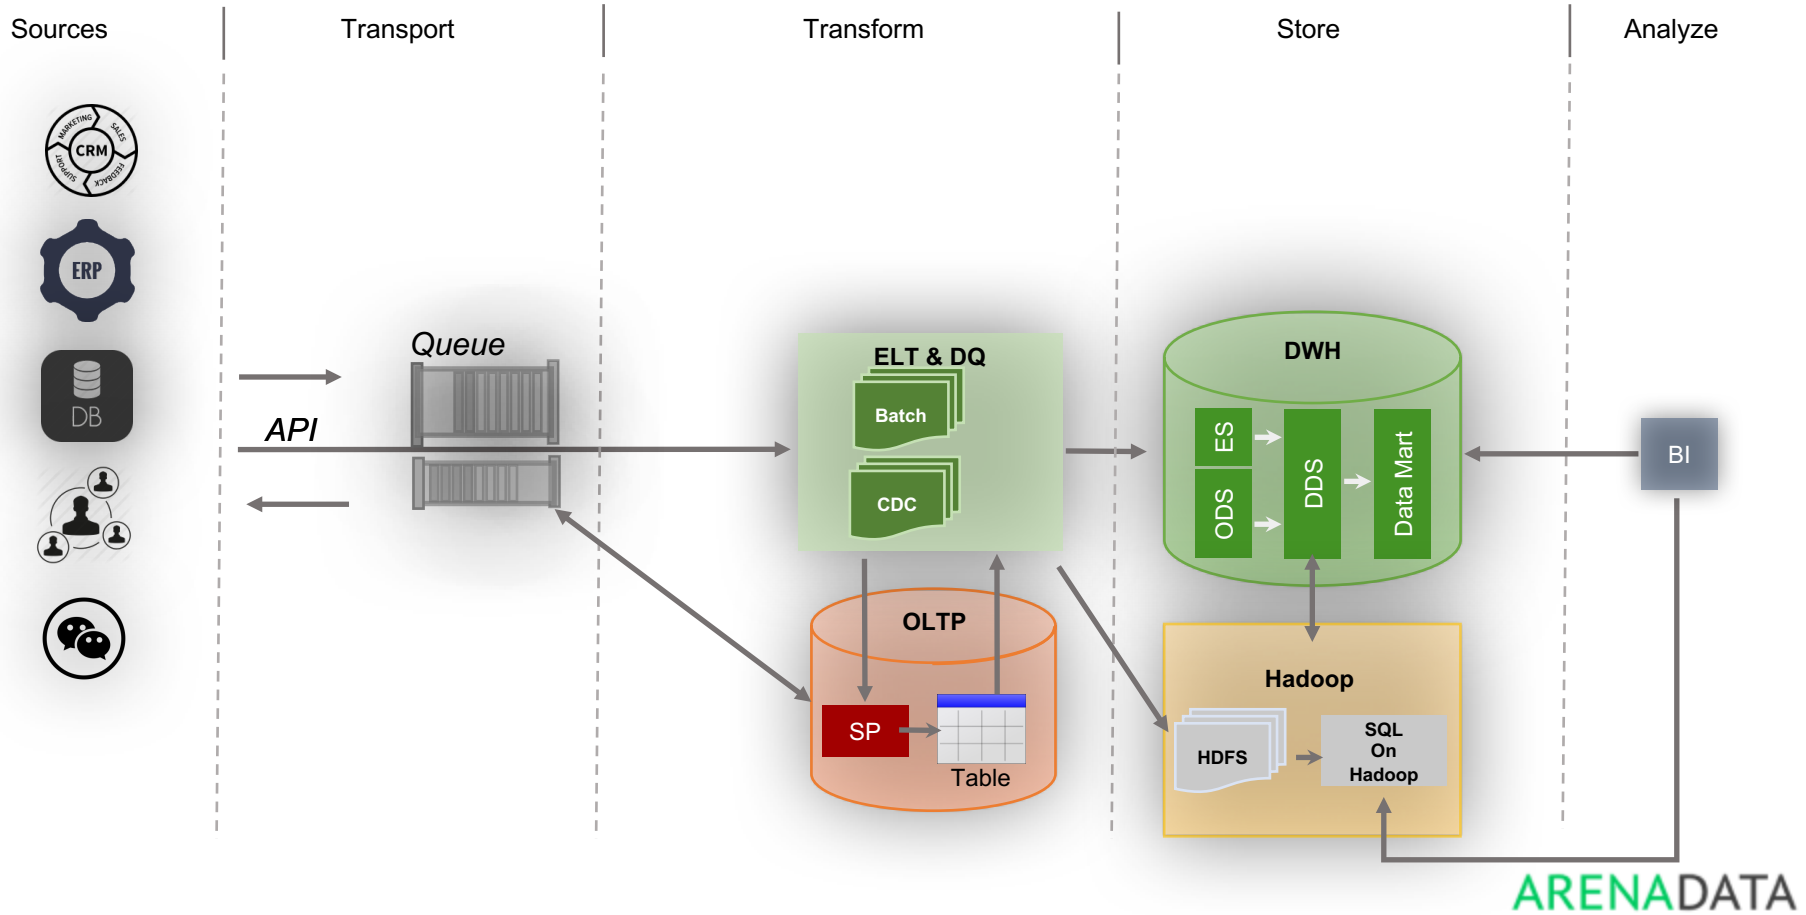 Sources
Transport
Transform
Store
Analyze
MARKETING
SALES
CRM
SUPPORT
FEEDBACK
ERP
DB
Queue
API
ELT & DQ
Batch
CDC
OLTP
SP
Table
DWH
ES
ODS
DDS
Data Mart
Hadoop
HDFS
SQL
On
Hadoop
BI
ARENADATA